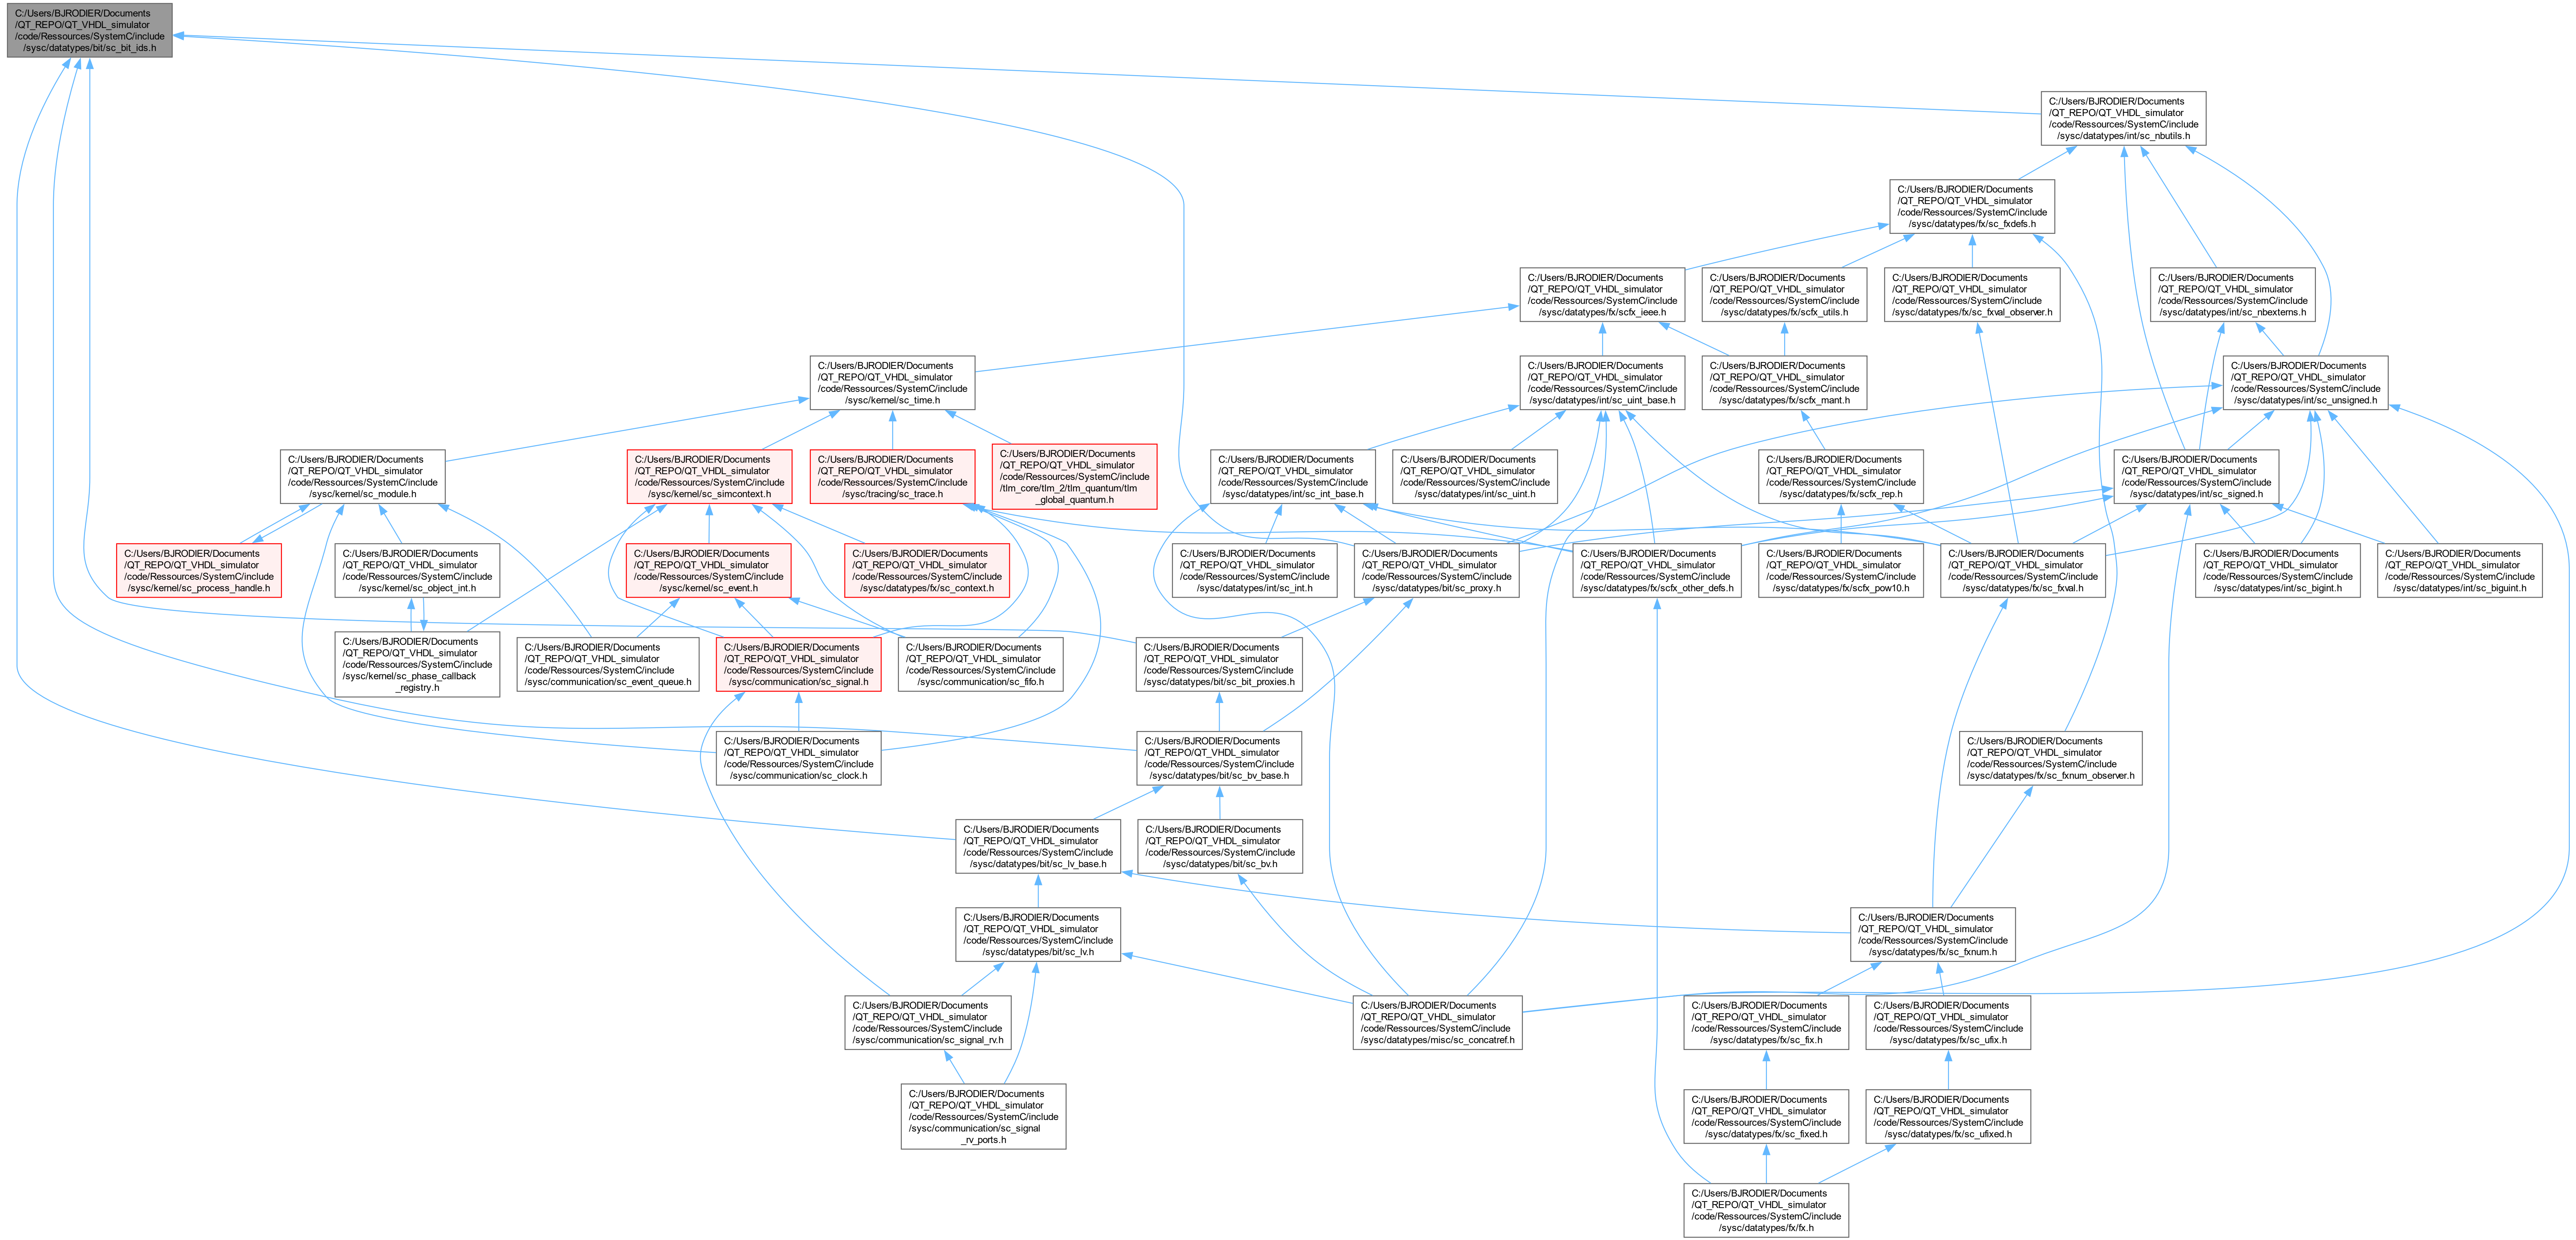 C:/Users/BJRODIER/Documents
/QT_REPO/QT_VHDL_simulator
/code/Ressources/SystemC/include
/sysc/datatypes/bit/sc_bit_ids.h
C:/Users/BJRODIER/Documents
/QT_REPO/QT_VHDL_simulator
/code/Ressources/SystemC/include
/sysc/datatypes/int/sc_nbutils.h
C:/Users/BJRODIER/Documents
/QT_REPO/QT_VHDL_simulator
/code/Ressources/SystemC/include
/sysc/datatypes/fx/sc_fxdefs.h
C:/Users/BJRODIER/Documents
/QT_REPO/QT_VHDL_simulator
/code/Ressources/SystemC/include
/sysc/datatypes/fx/scfx_ieee.h
C:/Users/BJRODIER/Documents
/QT_REPO/QT_VHDL_simulator
/code/Ressources/SystemC/include
/sysc/datatypes/fx/scfx_utils.h
C:/Users/BJRODIER/Documents
/QT_REPO/QT_VHDL_simulator
/code/Ressources/SystemC/include
/sysc/datatypes/fx/sc_fxval_observer.h
C:/Users/BJRODIER/Documents
/QT_REPO/QT_VHDL_simulator
/code/Ressources/SystemC/include
/sysc/datatypes/int/sc_nbexterns.h
C:/Users/BJRODIER/Documents
/QT_REPO/QT_VHDL_simulator
/code/Ressources/SystemC/include
/sysc/kernel/sc_time.h
C:/Users/BJRODIER/Documents
/QT_REPO/QT_VHDL_simulator
/code/Ressources/SystemC/include
/sysc/datatypes/int/sc_uint_base.h
C:/Users/BJRODIER/Documents
/QT_REPO/QT_VHDL_simulator
/code/Ressources/SystemC/include
/sysc/datatypes/fx/scfx_mant.h
C:/Users/BJRODIER/Documents
/QT_REPO/QT_VHDL_simulator
/code/Ressources/SystemC/include
/sysc/datatypes/int/sc_unsigned.h
C:/Users/BJRODIER/Documents
/QT_REPO/QT_VHDL_simulator
/code/Ressources/SystemC/include
/sysc/kernel/sc_module.h
C:/Users/BJRODIER/Documents
/QT_REPO/QT_VHDL_simulator
/code/Ressources/SystemC/include
/sysc/kernel/sc_simcontext.h
C:/Users/BJRODIER/Documents
/QT_REPO/QT_VHDL_simulator
/code/Ressources/SystemC/include
/sysc/tracing/sc_trace.h
C:/Users/BJRODIER/Documents
/QT_REPO/QT_VHDL_simulator
/code/Ressources/SystemC/include
/tlm_core/tlm_2/tlm_quantum/tlm
_global_quantum.h
C:/Users/BJRODIER/Documents
/QT_REPO/QT_VHDL_simulator
/code/Ressources/SystemC/include
/sysc/datatypes/int/sc_int_base.h
C:/Users/BJRODIER/Documents
/QT_REPO/QT_VHDL_simulator
/code/Ressources/SystemC/include
/sysc/datatypes/int/sc_uint.h
C:/Users/BJRODIER/Documents
/QT_REPO/QT_VHDL_simulator
/code/Ressources/SystemC/include
/sysc/datatypes/fx/scfx_rep.h
C:/Users/BJRODIER/Documents
/QT_REPO/QT_VHDL_simulator
/code/Ressources/SystemC/include
/sysc/datatypes/int/sc_signed.h
C:/Users/BJRODIER/Documents
/QT_REPO/QT_VHDL_simulator
/code/Ressources/SystemC/include
/sysc/kernel/sc_process_handle.h
C:/Users/BJRODIER/Documents
/QT_REPO/QT_VHDL_simulator
/code/Ressources/SystemC/include
/sysc/kernel/sc_object_int.h
C:/Users/BJRODIER/Documents
/QT_REPO/QT_VHDL_simulator
/code/Ressources/SystemC/include
/sysc/kernel/sc_event.h
C:/Users/BJRODIER/Documents
/QT_REPO/QT_VHDL_simulator
/code/Ressources/SystemC/include
/sysc/datatypes/fx/sc_context.h
C:/Users/BJRODIER/Documents
/QT_REPO/QT_VHDL_simulator
/code/Ressources/SystemC/include
/sysc/datatypes/int/sc_int.h
C:/Users/BJRODIER/Documents
/QT_REPO/QT_VHDL_simulator
/code/Ressources/SystemC/include
/sysc/datatypes/bit/sc_proxy.h
C:/Users/BJRODIER/Documents
/QT_REPO/QT_VHDL_simulator
/code/Ressources/SystemC/include
/sysc/datatypes/fx/scfx_other_defs.h
C:/Users/BJRODIER/Documents
/QT_REPO/QT_VHDL_simulator
/code/Ressources/SystemC/include
/sysc/datatypes/fx/scfx_pow10.h
C:/Users/BJRODIER/Documents
/QT_REPO/QT_VHDL_simulator
/code/Ressources/SystemC/include
/sysc/datatypes/fx/sc_fxval.h
C:/Users/BJRODIER/Documents
/QT_REPO/QT_VHDL_simulator
/code/Ressources/SystemC/include
/sysc/datatypes/int/sc_bigint.h
C:/Users/BJRODIER/Documents
/QT_REPO/QT_VHDL_simulator
/code/Ressources/SystemC/include
/sysc/datatypes/int/sc_biguint.h
C:/Users/BJRODIER/Documents
/QT_REPO/QT_VHDL_simulator
/code/Ressources/SystemC/include
/sysc/kernel/sc_phase_callback
_registry.h
C:/Users/BJRODIER/Documents
/QT_REPO/QT_VHDL_simulator
/code/Ressources/SystemC/include
/sysc/communication/sc_event_queue.h
C:/Users/BJRODIER/Documents
/QT_REPO/QT_VHDL_simulator
/code/Ressources/SystemC/include
/sysc/communication/sc_signal.h
C:/Users/BJRODIER/Documents
/QT_REPO/QT_VHDL_simulator
/code/Ressources/SystemC/include
/sysc/communication/sc_fifo.h
C:/Users/BJRODIER/Documents
/QT_REPO/QT_VHDL_simulator
/code/Ressources/SystemC/include
/sysc/datatypes/bit/sc_bit_proxies.h
C:/Users/BJRODIER/Documents
/QT_REPO/QT_VHDL_simulator
/code/Ressources/SystemC/include
/sysc/communication/sc_clock.h
C:/Users/BJRODIER/Documents
/QT_REPO/QT_VHDL_simulator
/code/Ressources/SystemC/include
/sysc/datatypes/bit/sc_bv_base.h
C:/Users/BJRODIER/Documents
/QT_REPO/QT_VHDL_simulator
/code/Ressources/SystemC/include
/sysc/datatypes/fx/sc_fxnum_observer.h
C:/Users/BJRODIER/Documents
/QT_REPO/QT_VHDL_simulator
/code/Ressources/SystemC/include
/sysc/datatypes/bit/sc_lv_base.h
C:/Users/BJRODIER/Documents
/QT_REPO/QT_VHDL_simulator
/code/Ressources/SystemC/include
/sysc/datatypes/bit/sc_bv.h
C:/Users/BJRODIER/Documents
/QT_REPO/QT_VHDL_simulator
/code/Ressources/SystemC/include
/sysc/datatypes/bit/sc_lv.h
C:/Users/BJRODIER/Documents
/QT_REPO/QT_VHDL_simulator
/code/Ressources/SystemC/include
/sysc/datatypes/fx/sc_fxnum.h
C:/Users/BJRODIER/Documents
/QT_REPO/QT_VHDL_simulator
/code/Ressources/SystemC/include
/sysc/communication/sc_signal_rv.h
C:/Users/BJRODIER/Documents
/QT_REPO/QT_VHDL_simulator
/code/Ressources/SystemC/include
/sysc/datatypes/misc/sc_concatref.h
C:/Users/BJRODIER/Documents
/QT_REPO/QT_VHDL_simulator
/code/Ressources/SystemC/include
/sysc/datatypes/fx/sc_fix.h
C:/Users/BJRODIER/Documents
/QT_REPO/QT_VHDL_simulator
/code/Ressources/SystemC/include
/sysc/datatypes/fx/sc_ufix.h
C:/Users/BJRODIER/Documents
/QT_REPO/QT_VHDL_simulator
/code/Ressources/SystemC/include
/sysc/communication/sc_signal
_rv_ports.h
C:/Users/BJRODIER/Documents
/QT_REPO/QT_VHDL_simulator
/code/Ressources/SystemC/include
/sysc/datatypes/fx/sc_fixed.h
C:/Users/BJRODIER/Documents
/QT_REPO/QT_VHDL_simulator
/code/Ressources/SystemC/include
/sysc/datatypes/fx/sc_ufixed.h
C:/Users/BJRODIER/Documents
/QT_REPO/QT_VHDL_simulator
/code/Ressources/SystemC/include
/sysc/datatypes/fx/fx.h